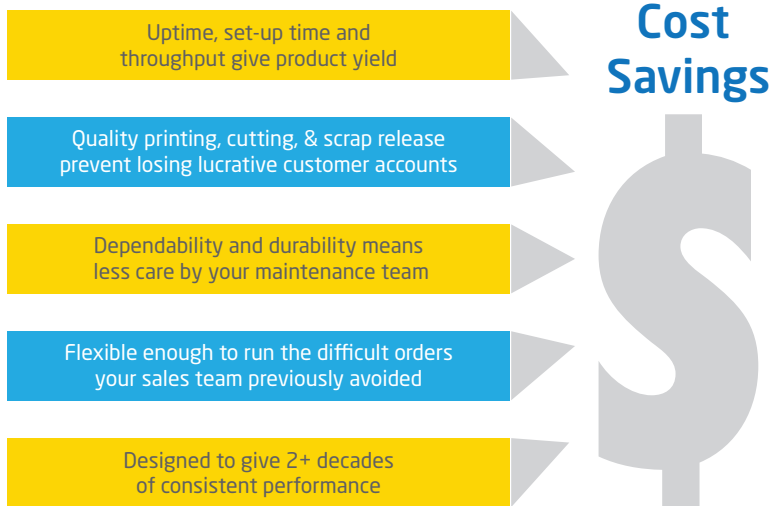 Uptime, set-up time and
throughput give product yield
Quality printing, cutting, & scrap release
prevent losing lucrative customer accounts
Dependability and durability means
less care by your maintenance team
Flexible enough to run the difficult orders
your sales team previously avoided
Designed to give 2+ decades
of consistent performance
Cost
Savings
$